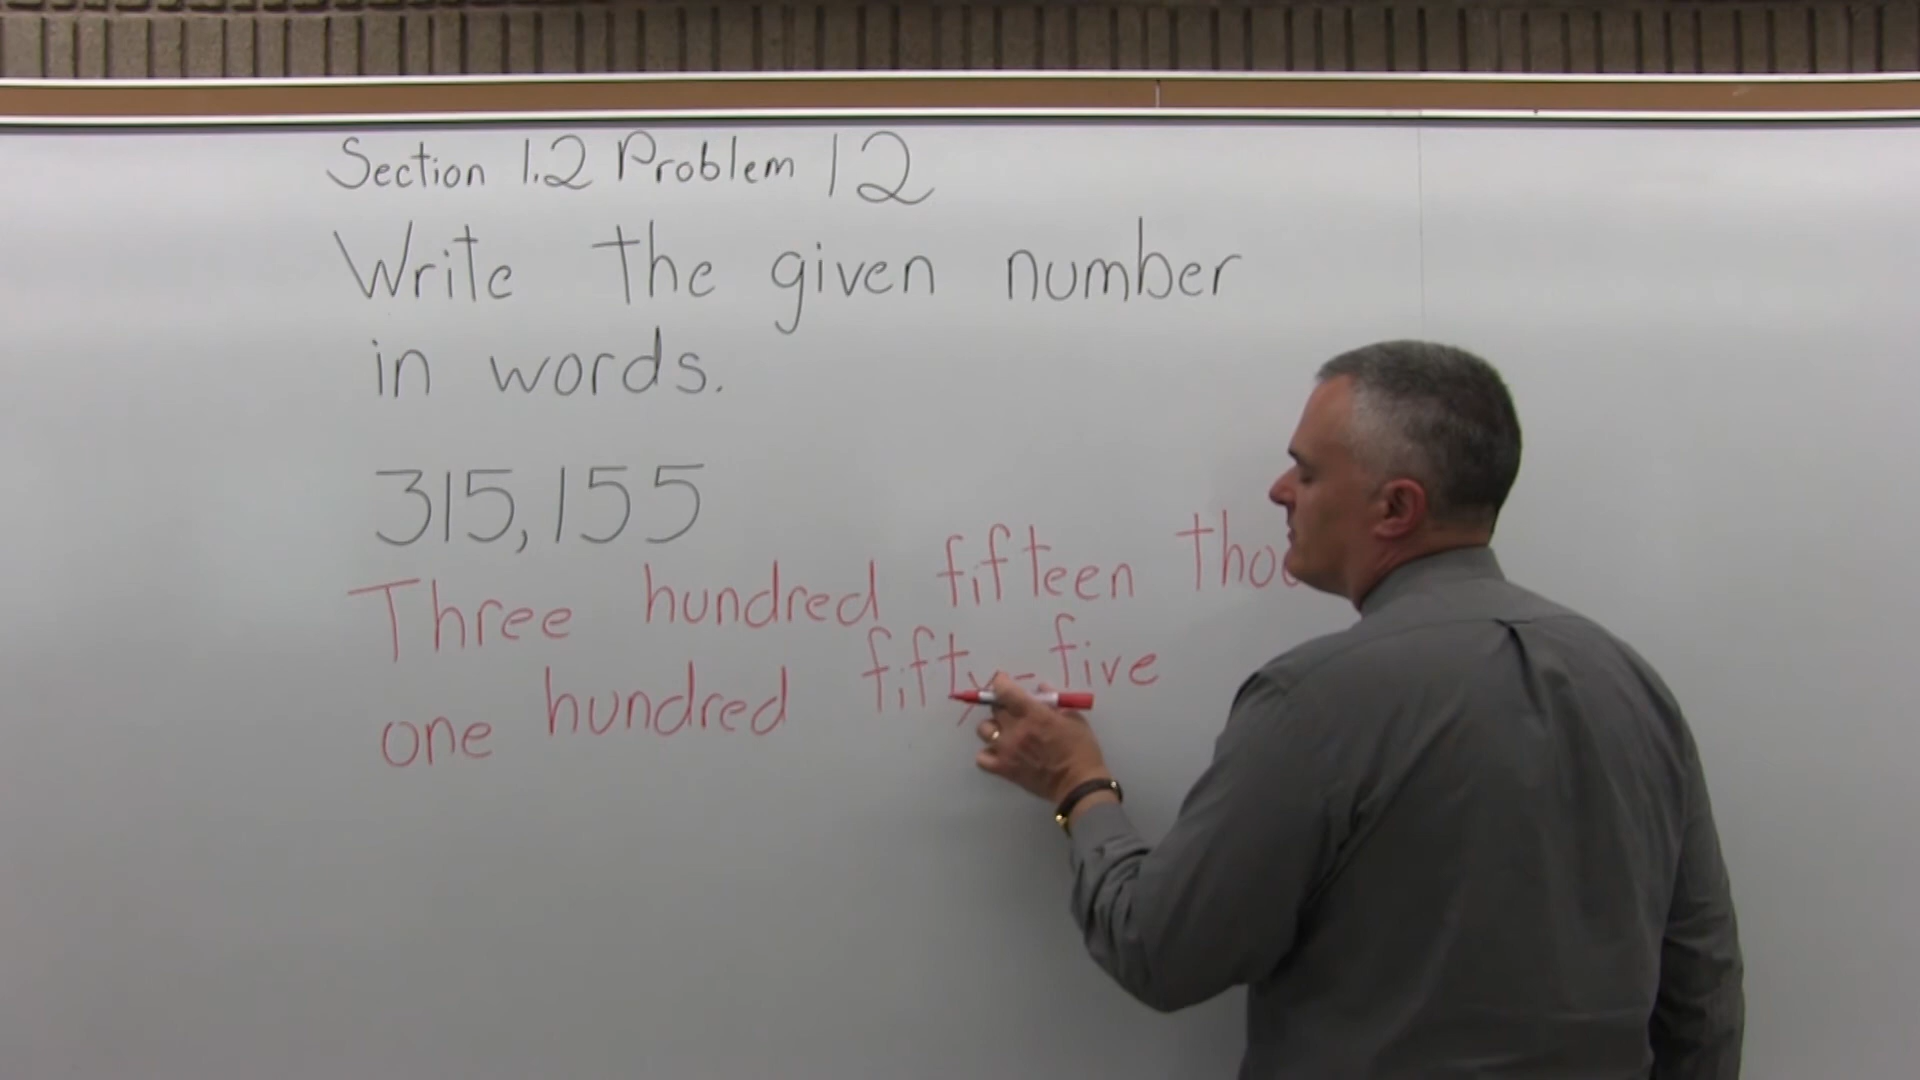 Section 1.2 Problem 12
Write the given number
in words.
315,155
Three hundred fifteen
one hundred fifty-five